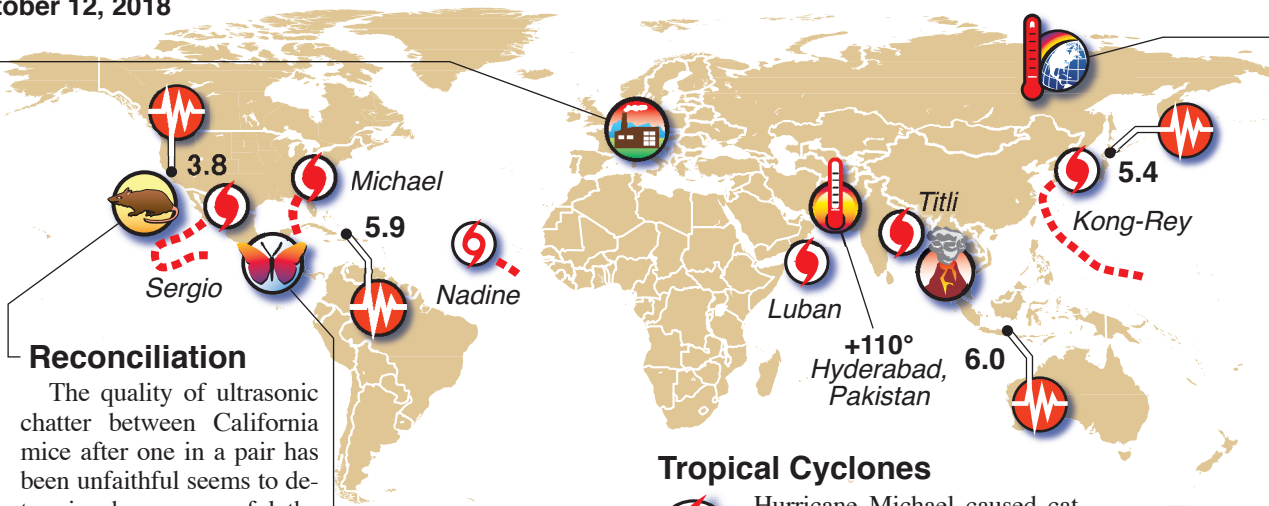 tober 12, 2018
3.8
Michael
5.9
Sergio
Nadine
Titli
5.4
Kong-Rey
Luban
+110°
Hyderabad,
Pakistan
6.0
Reconciliation
The quality of ultrasonic
chatter between California
mice after one in a pair has
been unfaithful seems to de-
Tropical Cyclones
Hurricane Michael caused cat-